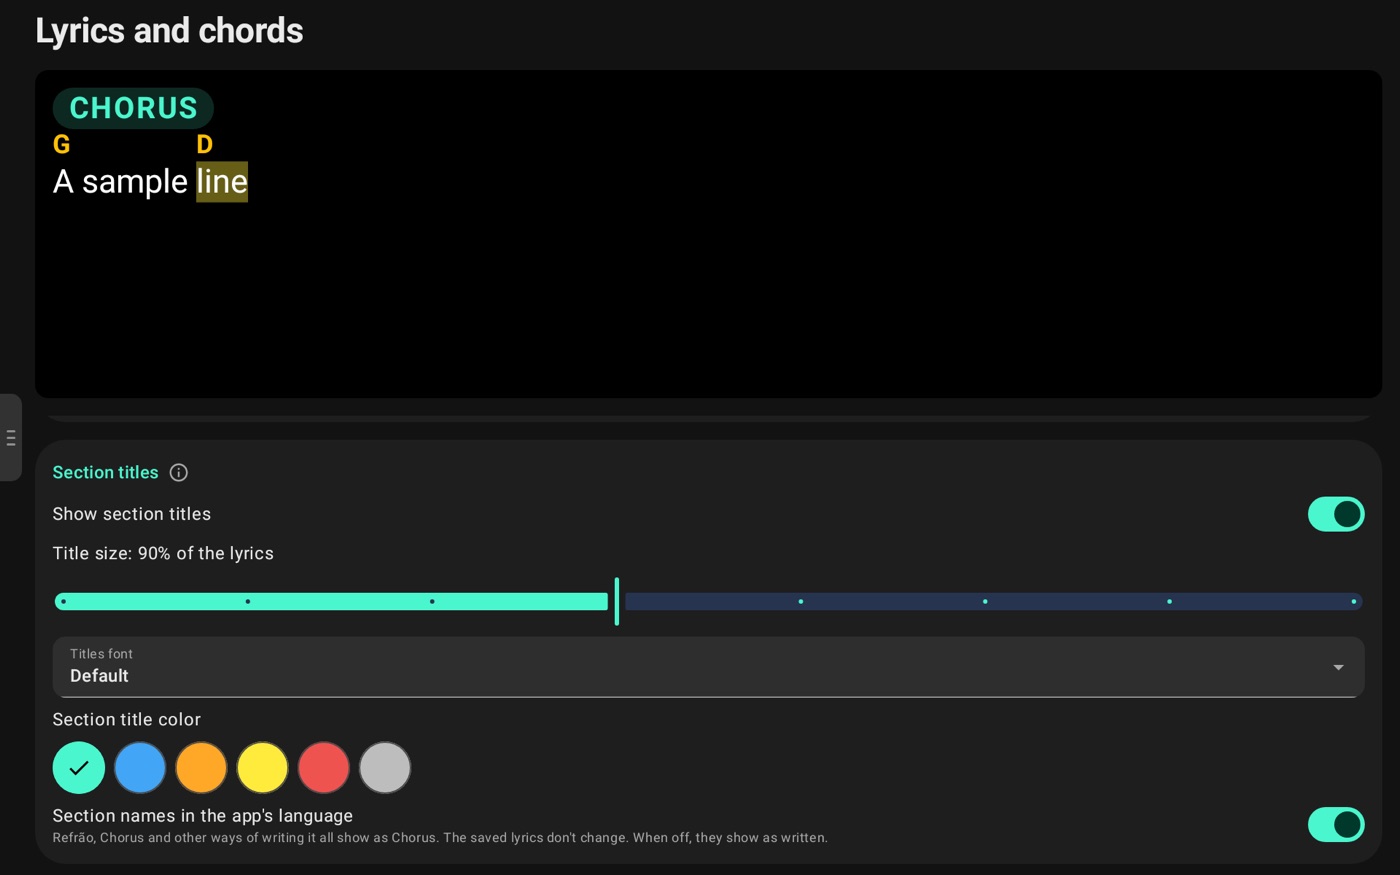 Lyrics and chords
CHORUS
G D
A sample line
Section titles
Show section titles
Title size: 90% of the lyrics
Titles font
Default
Section title color
Section names in the app's language
Refrão, Chorus and other ways of writing it all show as Chorus. The saved lyrics don't change. When off, they show as written.